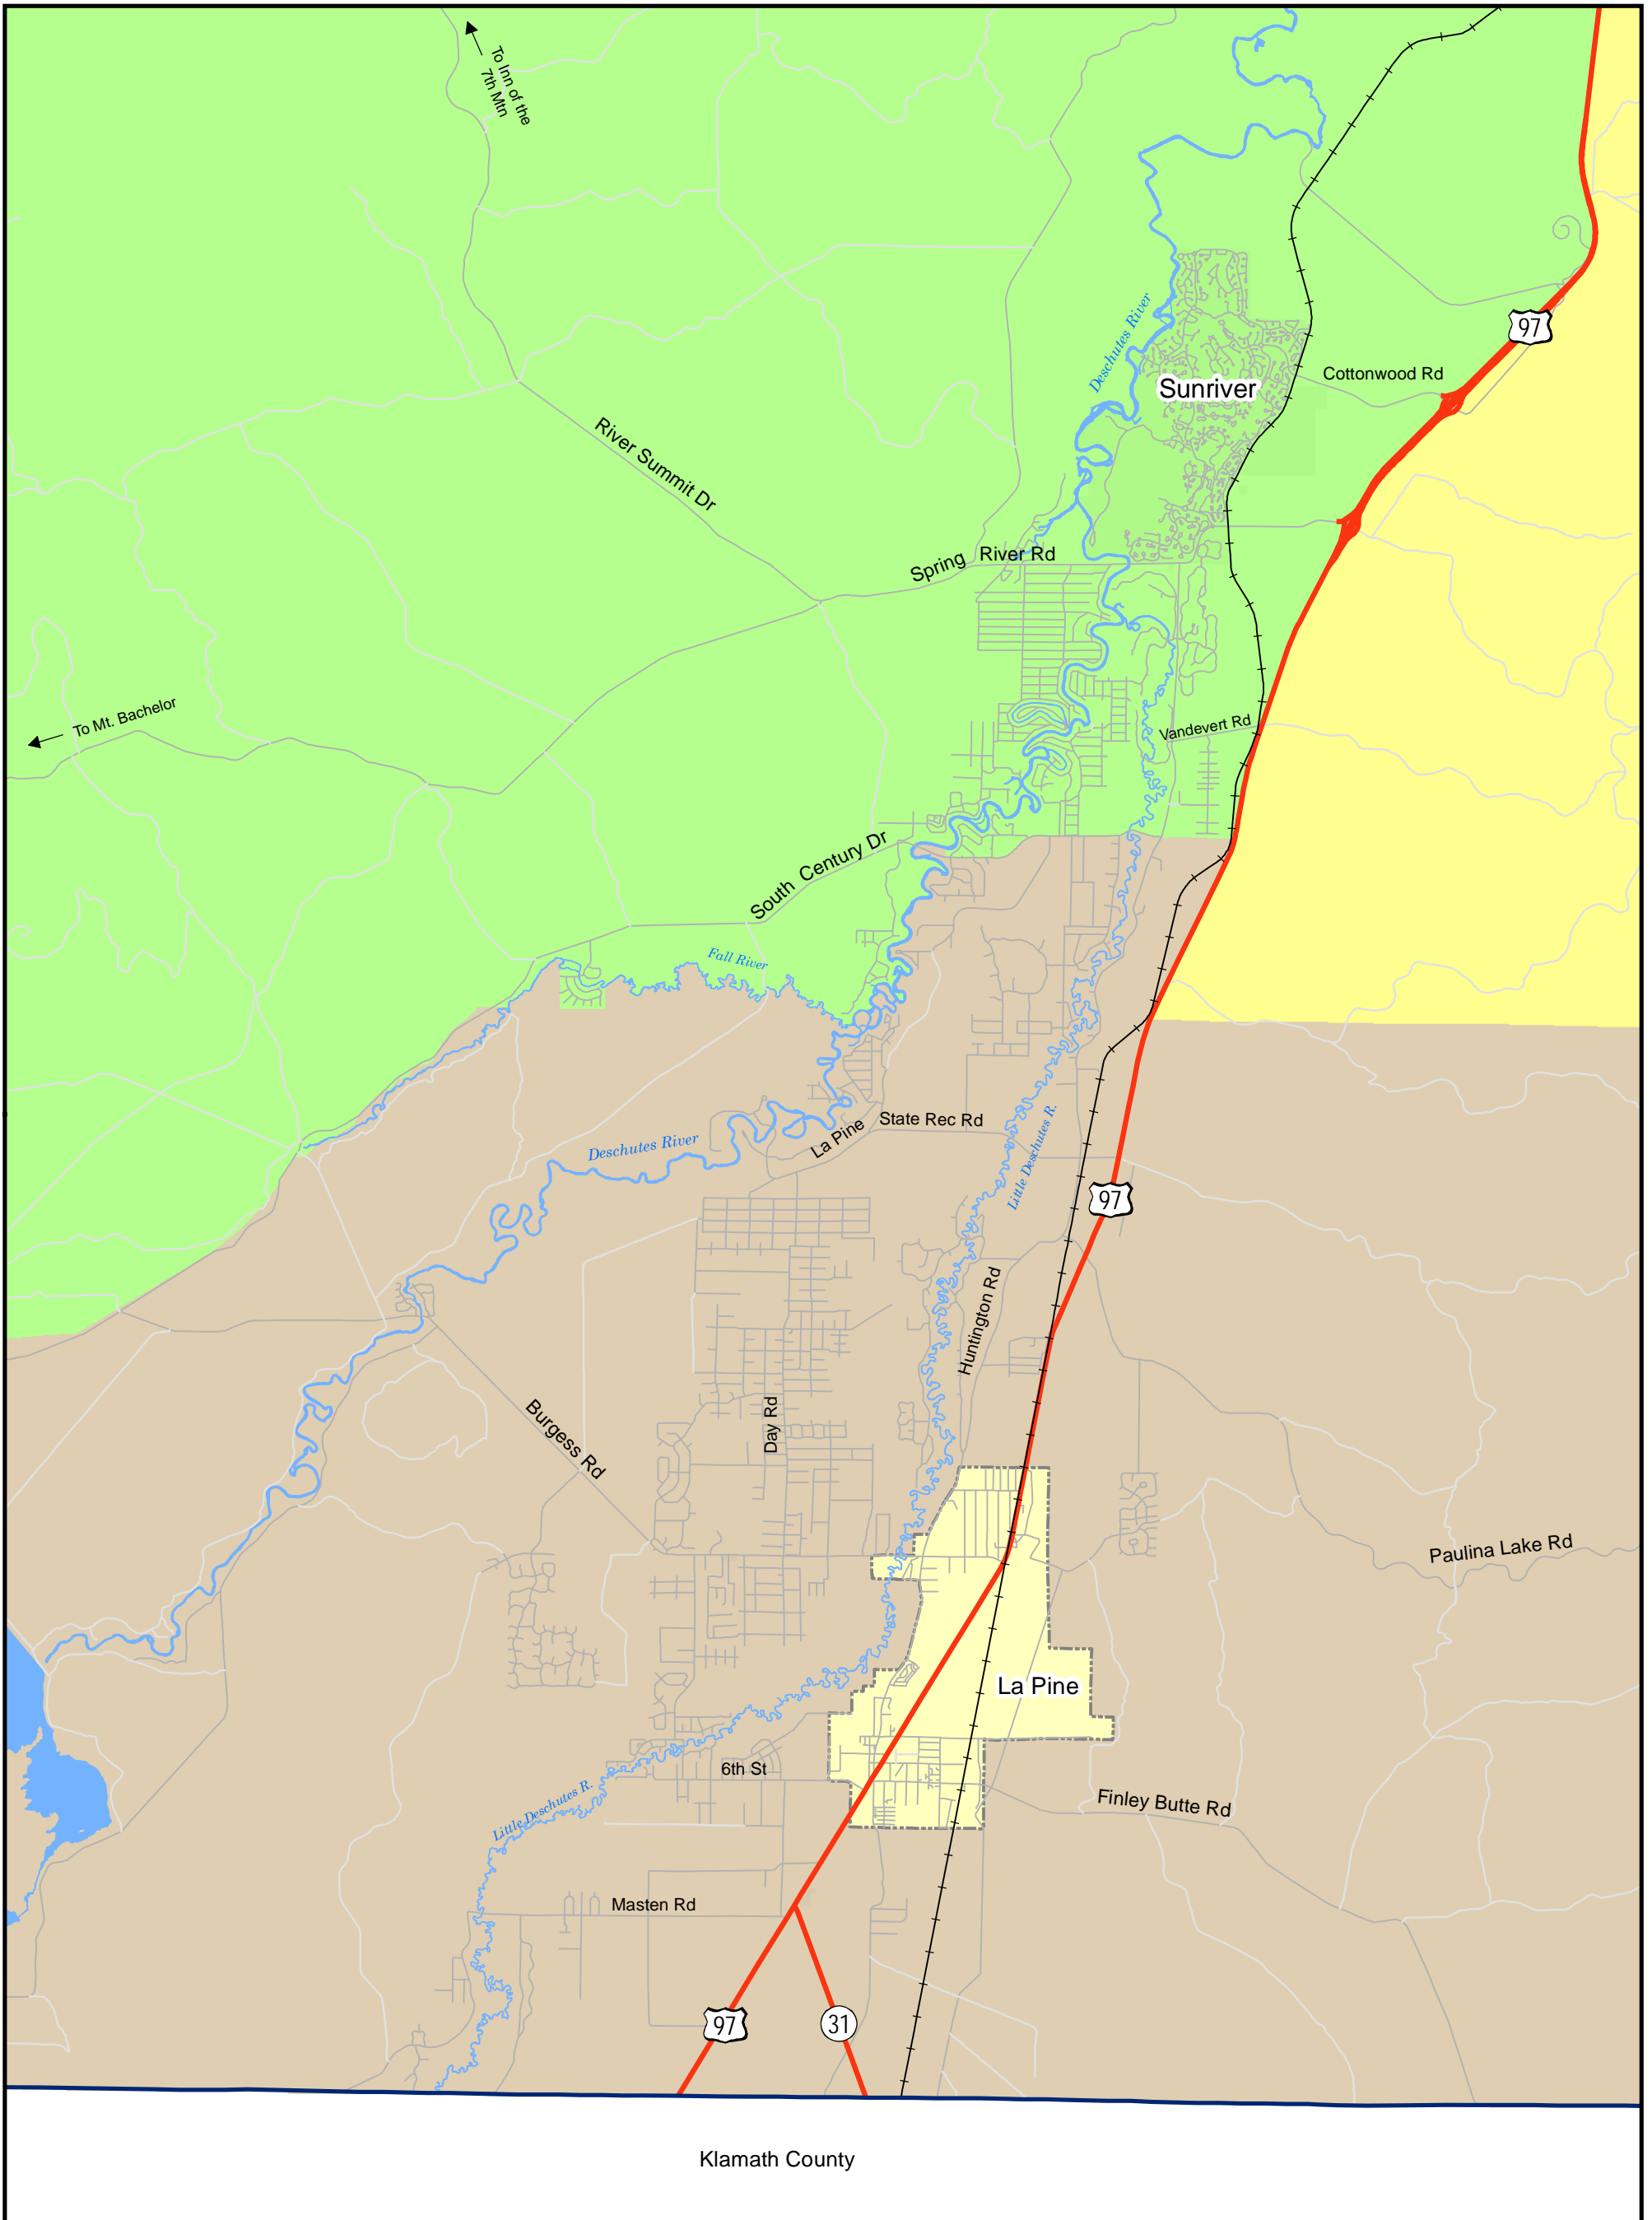 To Inn of the
7th Mtn
97
Deschutes River
Cottonwood Rd
Sunriver
River Summit Dr
Spring River Rd
To Mt. Bachelor
Vandevert Rd
South Century Dr
Fall River
State Rec Rd
La Pine
Deschutes River
Little Deschutes R.
97
Huntington Rd
Day Rd
Burgess Rd
Paulina Lake Rd
La Pine
6th St
Finley Butte Rd
Little Deschutes R.
Masten Rd
97
31
Klamath County